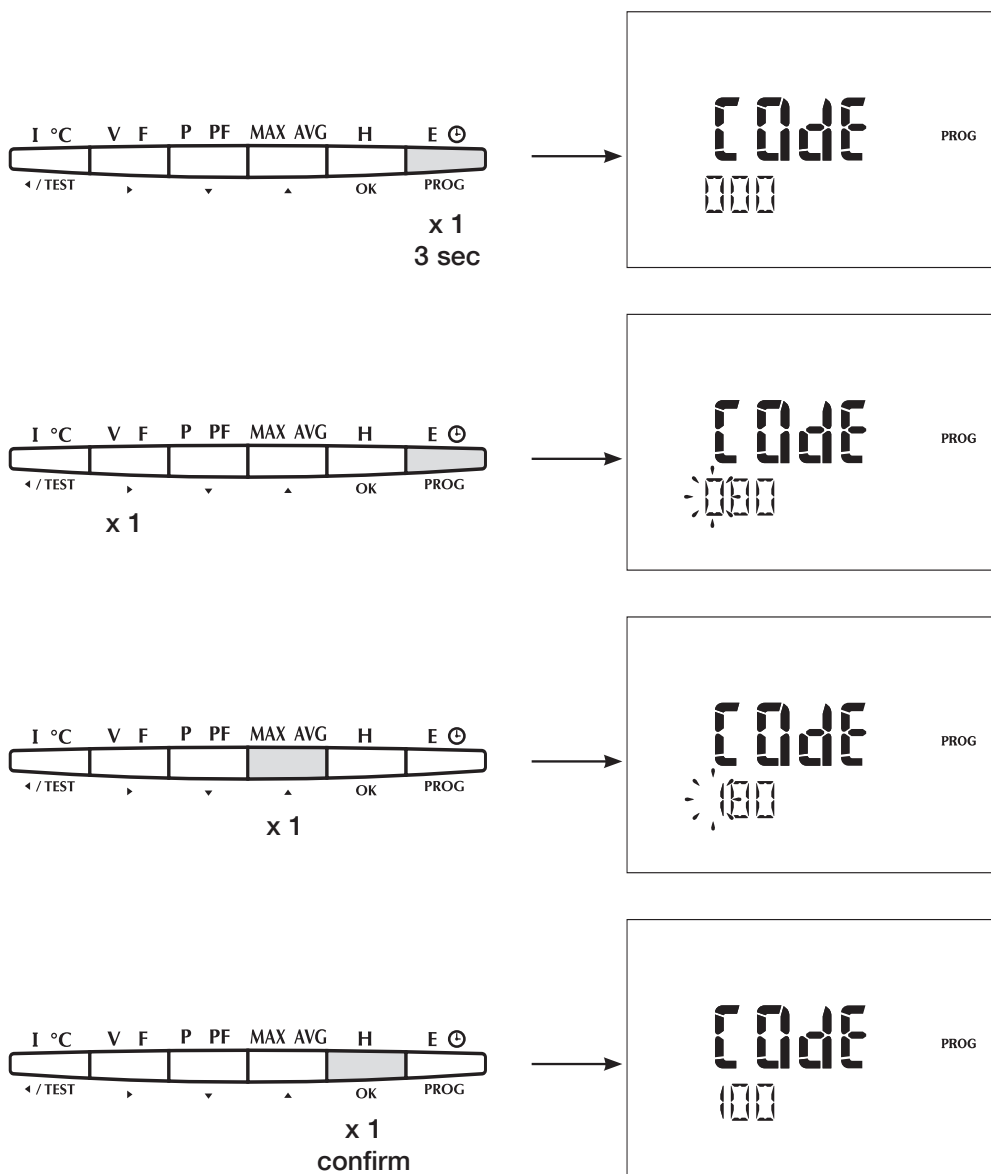 I °C V F P PF MAX AVG H E
◂ / TEST ▸ ▾ ▴ OK PROG
x 1
3 sec
COdE
PROG
000
I °C V F P PF MAX AVG H E
◂ / TEST ▸ ▾ ▴ OK PROG
x 1
COdE
PROG
000
I °C V F P PF MAX AVG H E
◂ / TEST ▸ ▾ ▴ OK PROG
x 1
COdE
PROG
100
I °C V F P PF MAX AVG H E
◂ / TEST ▸ ▾ ▴ OK PROG
x 1
confirm
COdE
PROG
100